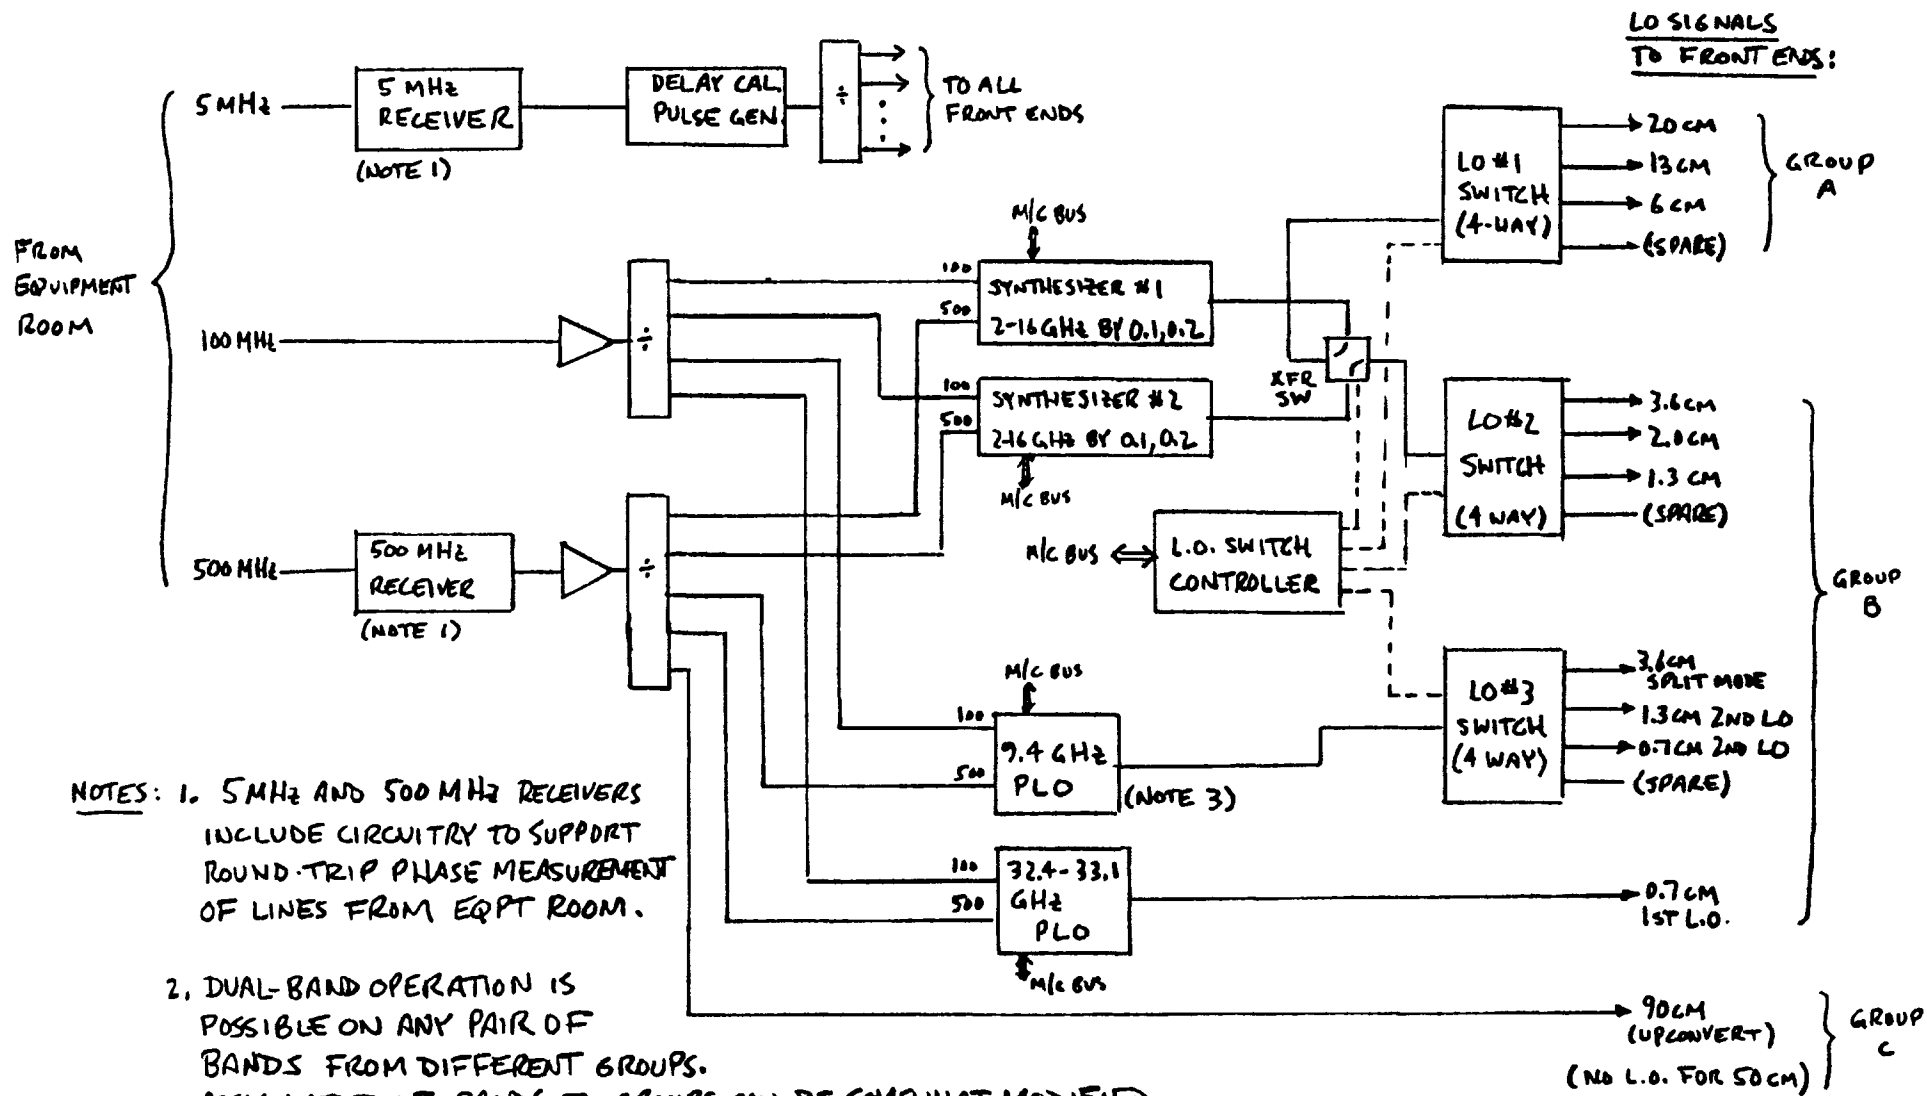 LO SIGNALS
TO FRONT ENDS:
FROM
EQUIPMENT
ROOM
5 MHz
5 MHz
RECEIVER
(NOTE 1)
DELAY CAL.
PULSE GEN.
÷
TO ALL
FRONT ENDS
100 MHz
÷
500 MHz
500 MHz
RECEIVER
(NOTE 1)
÷
M/C BUS
100
500
SYNTHESIZER #1
2-16 GHz BY 0.1, 0.2
100
500
SYNTHESIZER #2
2-16 GHz BY 0.1, 0.2
M/C BUS
XFR
SW
M/C BUS
L.O. SWITCH
CONTROLLER
M/C BUS
100
500
9.4 GHz
PLO
(NOTE 3)
100
500
32.4-33.1
GHz
PLO
M/C BUS
LO #1
SWITCH
(4-WAY)
20 CM
13 CM
6 CM
(SPARE)
GROUP
A
LO #2
SWITCH
(4 WAY)
3.6 CM
2.0 CM
1.3 CM
(SPARE)
LO #3
SWITCH
(4 WAY)
3.6 CM
SPLIT MODE
1.3 CM 2ND LO
0.7 CM 2ND LO
(SPARE)
0.7 CM
1ST L.O.
GROUP
B
90 CM
(UPCONVERT)
(NO L.O. FOR 50 CM)
GROUP
C
NOTES: 1. 5 MHz AND 500 MHz RECEIVERS
INCLUDE CIRCUITRY TO SUPPORT
ROUND-TRIP PHASE MEASUREMENT
OF LINES FROM EQPT ROOM.
2. DUAL-BAND OPERATION IS
POSSIBLE ON ANY PAIR OF
BANDS FROM DIFFERENT GROUPS.